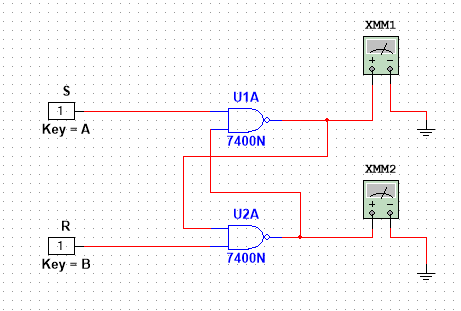 XMM1
+ -
S
1
Key = A
U1A
7400N
XMM2
+ -
R
1
Key = B
U2A
7400N